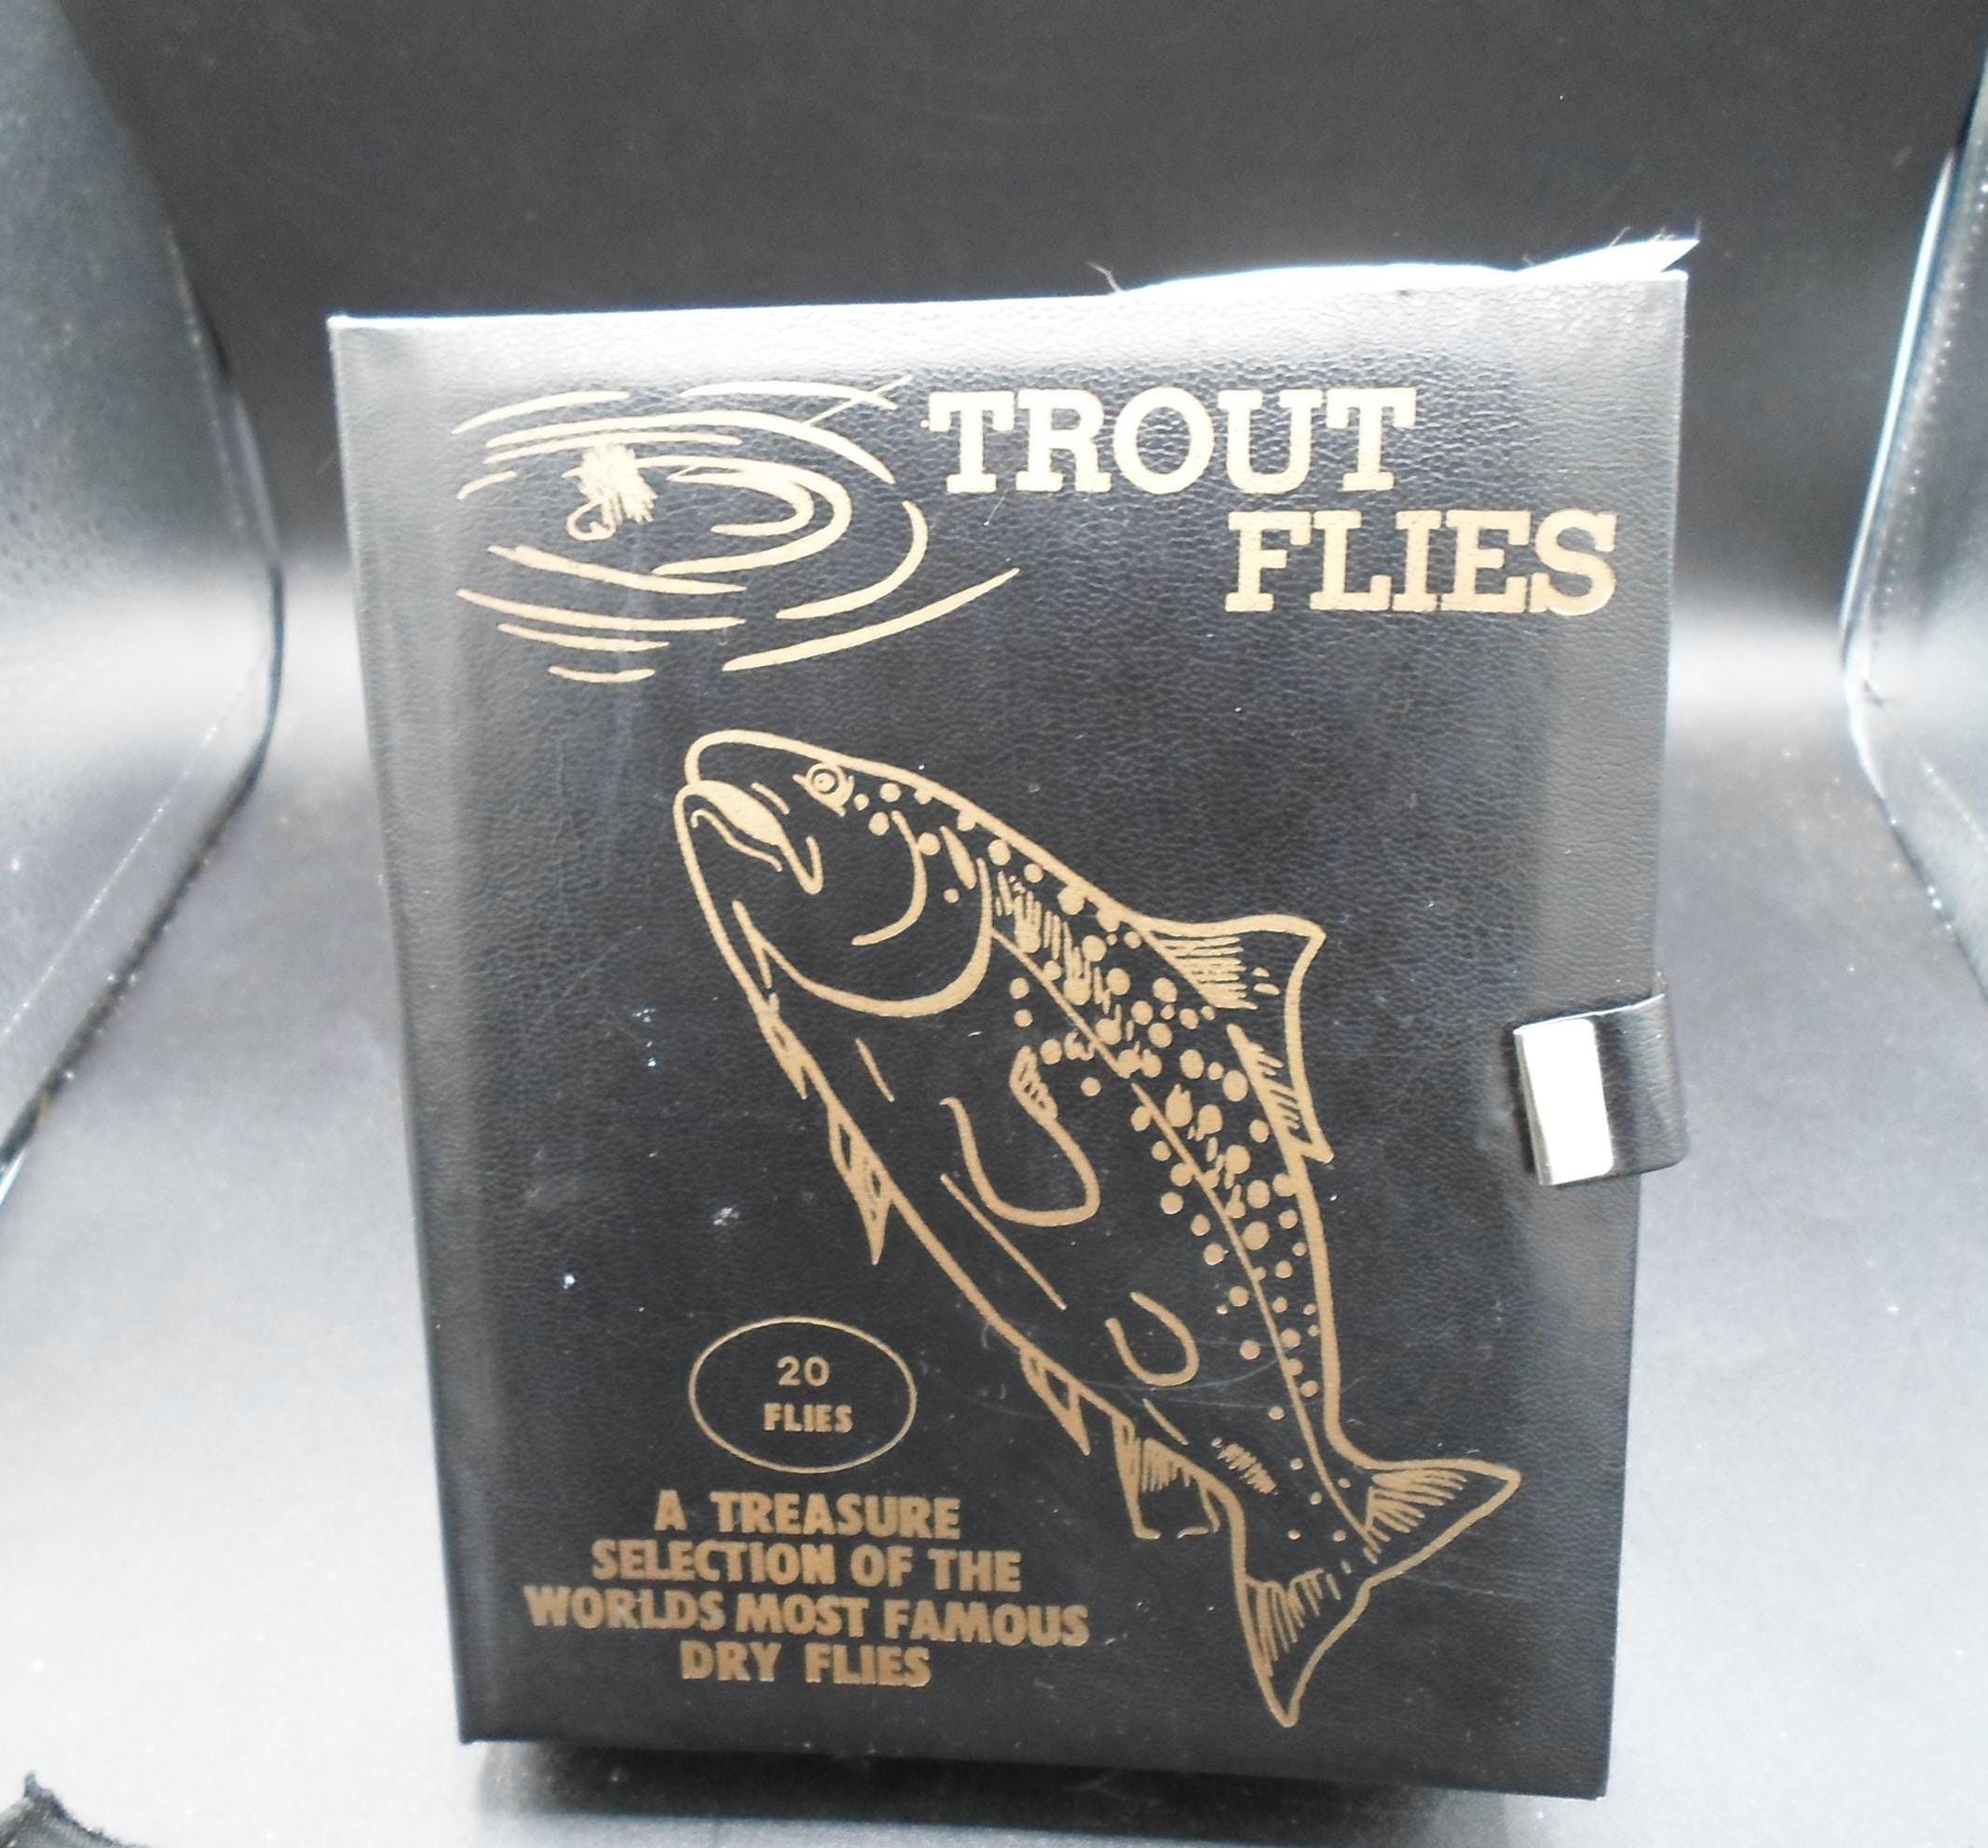 TROUT
FLIES
20
FLIES
A TREASURE
SELECTION OF THE
WORLDS MOST FAMOUS
DRY FLIES